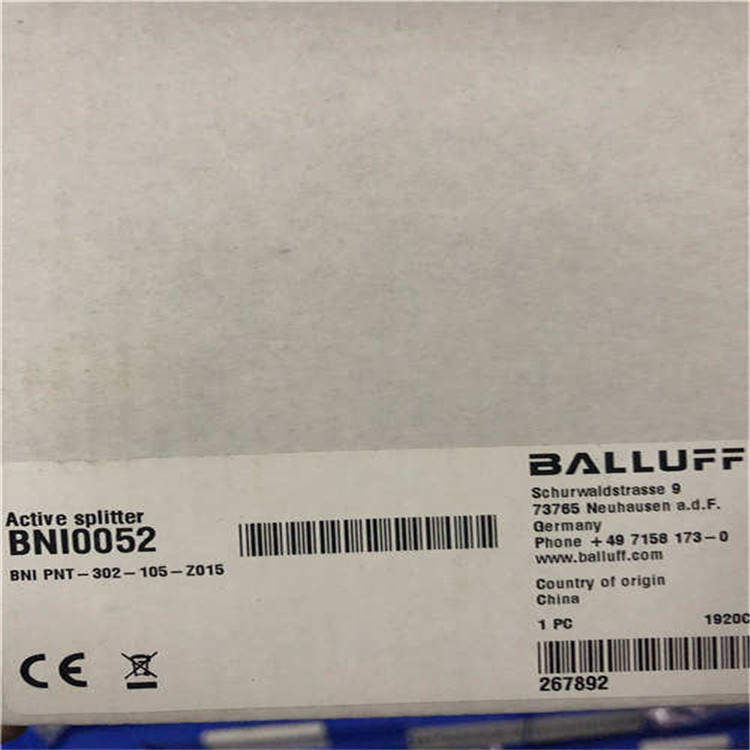 Active splitter
BNI0052
BNI PNT-302-105-Z015
CE
BALLUFF
Schurwaldstrasse 9
73765 Neuhausen a.d.F.
Germany
Phone +49 7158 173-0
www.balluff.com
Country of origin
China
1 PC 1920C
267892